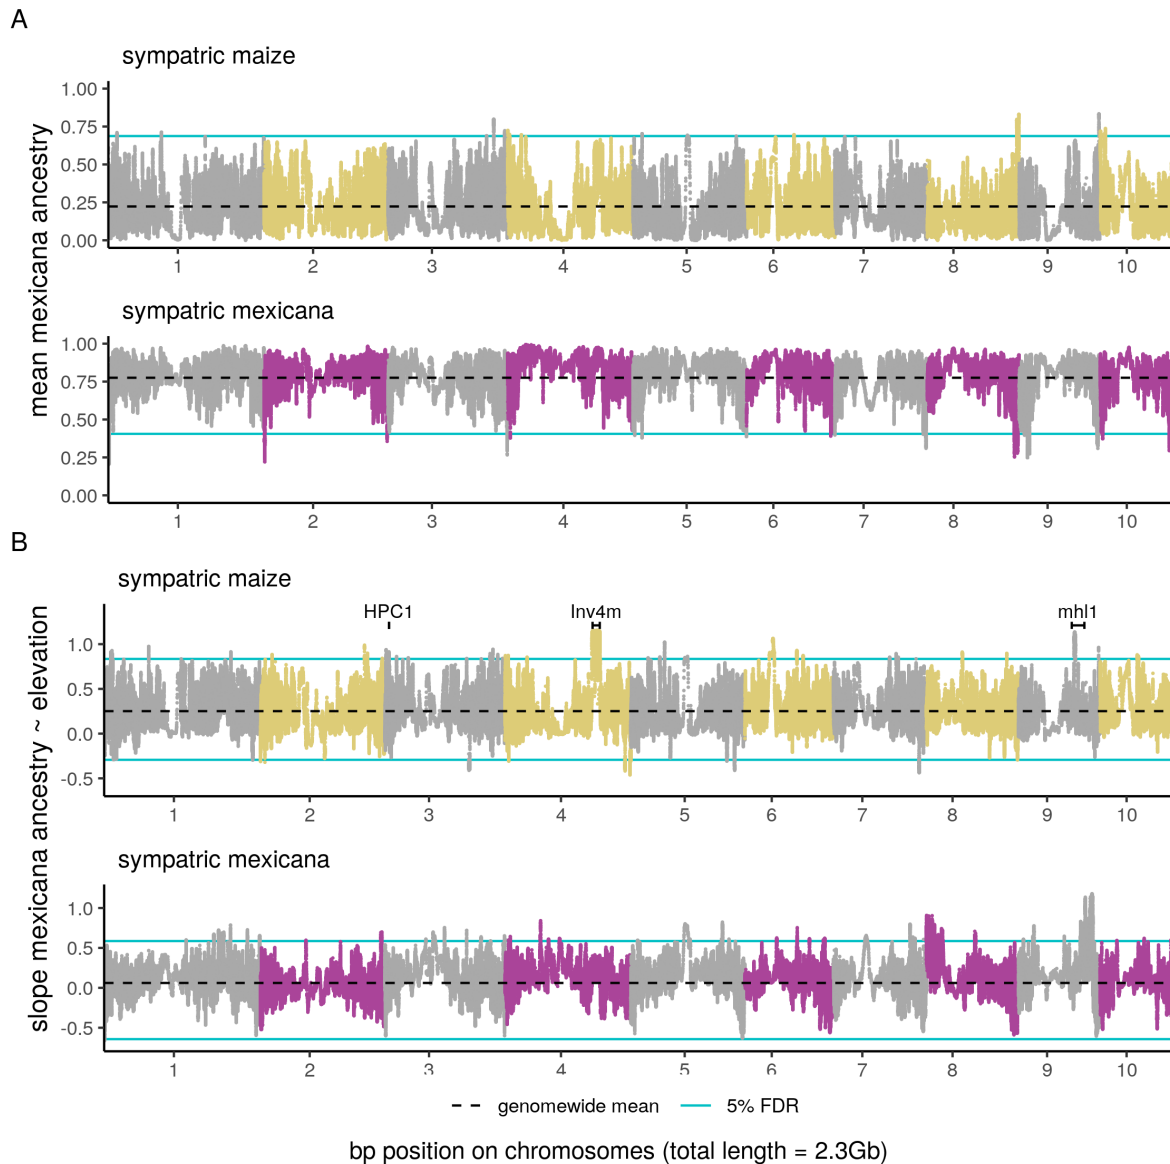 A
sympatric maize
mean mexicana ancestry
1.00
0.75
0.50
0.25
0.00
1 2 3 4 5 6 7 8 9 10
sympatric mexicana
1.00
0.75
0.50
0.25
0.00
1 2 3 4 5 6 7 8 9 10
B
sympatric maize
slope mexicana ancestry ~ elevation
HPC1 Inv4m mhl1
1.0
0.5
0.0
-0.5
1 2 3 4 5 6 7 8 9 10
sympatric mexicana
1.0
0.5
0.0
-0.5
1 2 3 4 5 6 7 8 9 10
genomewide mean 5% FDR
bp position on chromosomes (total length = 2.3Gb)